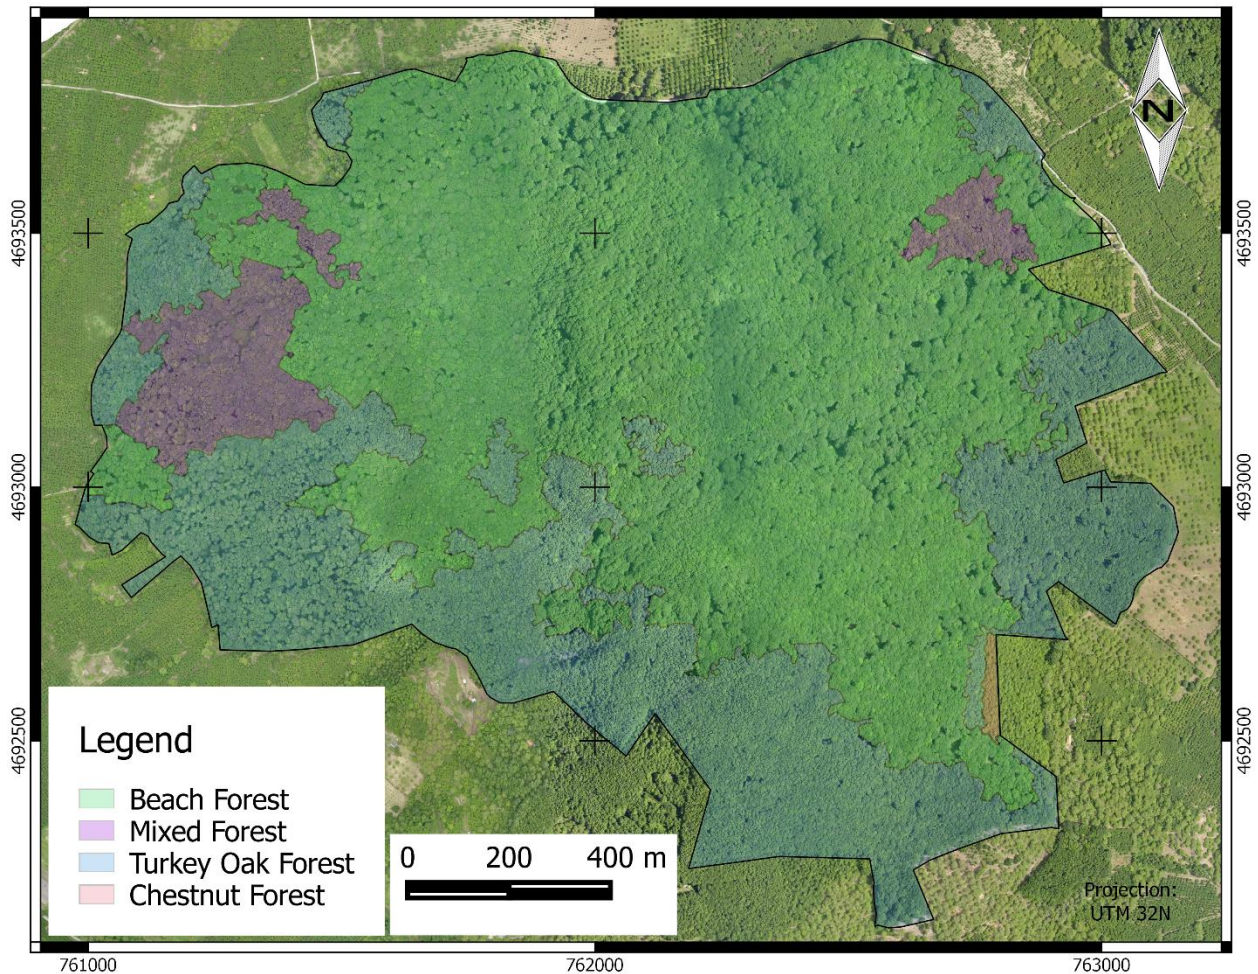 N
4693500
4693500
4693000
4693000
4692500
4692500
Legend
Beach Forest
Mixed Forest
Turkey Oak Forest
Chestnut Forest
0 200 400 m
Projection:
UTM 32N
761000 762000 763000